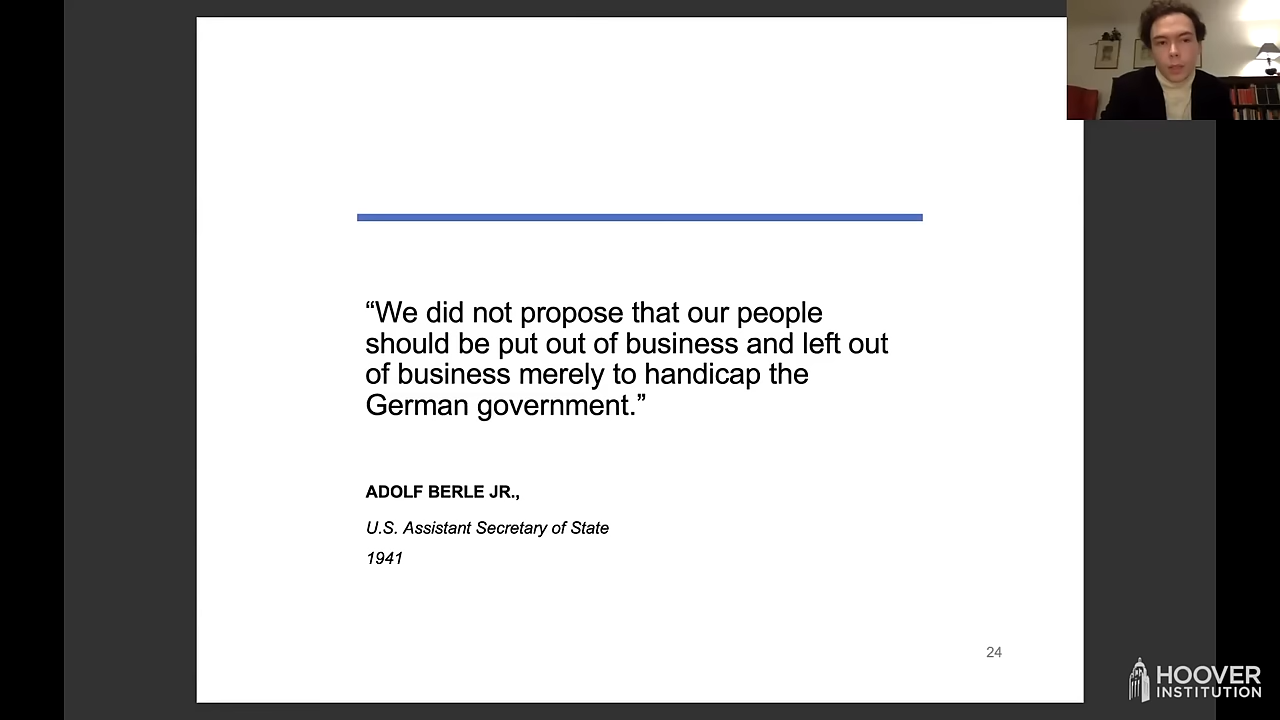 “We did not propose that our people
should be put out of business and left out
of business merely to handicap the
German government.”
ADOLF BERLE JR.,
U.S. Assistant Secretary of State
1941
24
HOOVER
INSTITUTION